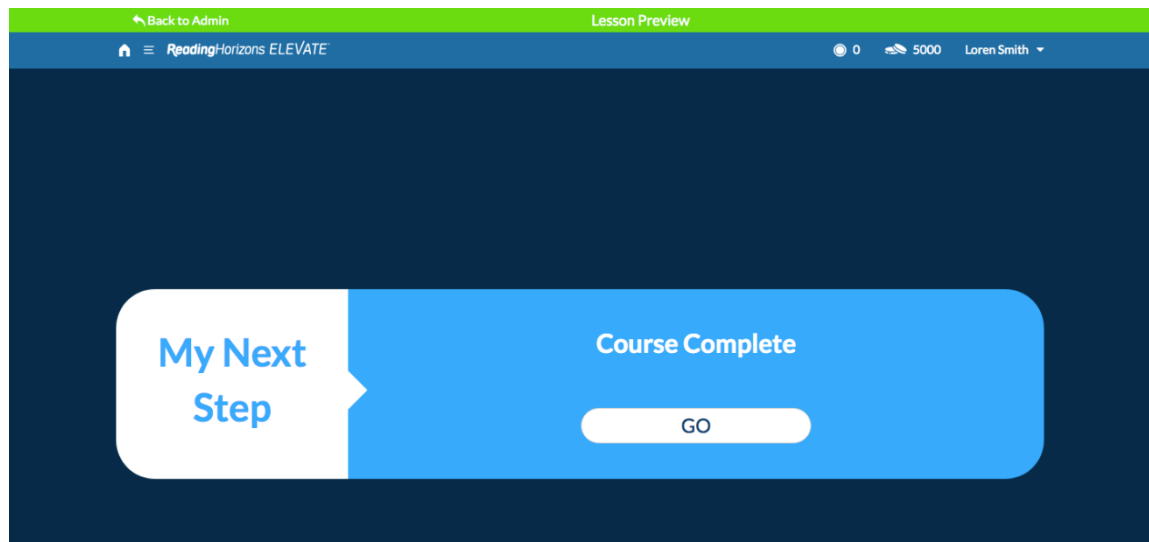 Back to Admin Lesson Preview
ReadingHorizons ELEVATE 0 5000 Loren Smith
My Next
Step
Course Complete
GO